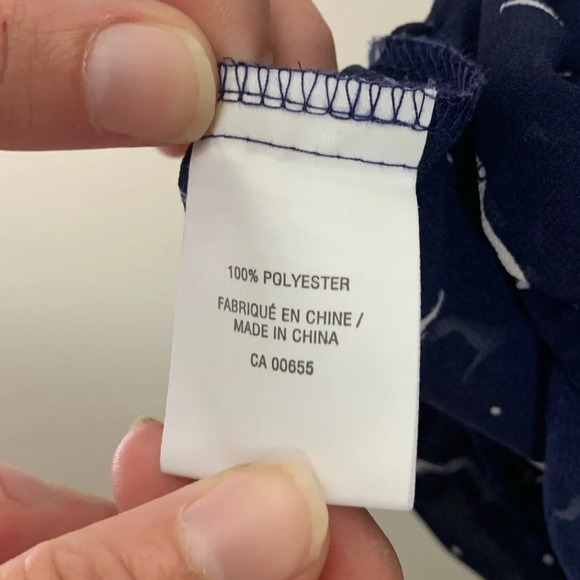 100% POLYESTER
FABRIQUÉ EN CHINE /
MADE IN CHINA
CA 00655